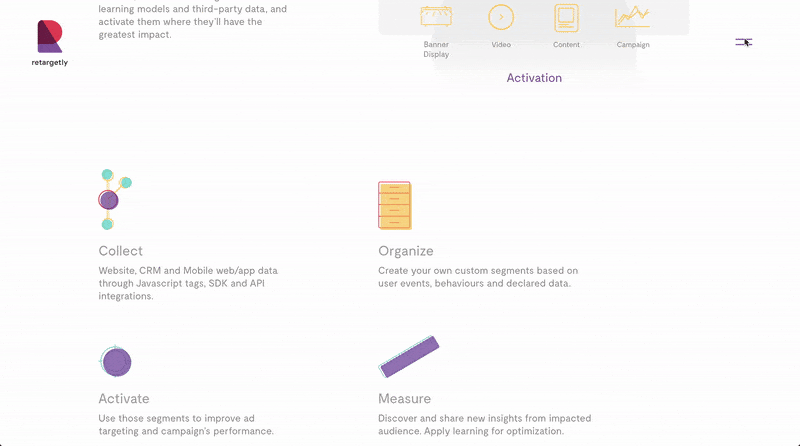 learning models and third-party data, and
activate them where they'll have the
greatest impact.
retargetly
Banner
Display
Video
Content
Campaign
Activation
Collect
Website, CRM and Mobile web/app data
through Javascript tags, SDK and API
integrations.
Organize
Create your own custom segments based on
user events, behaviours and declared data.
Activate
Use those segments to improve ad
targeting and campaign's performance.
Measure
Discover and share new insights from impacted
audience. Apply learning for optimization.